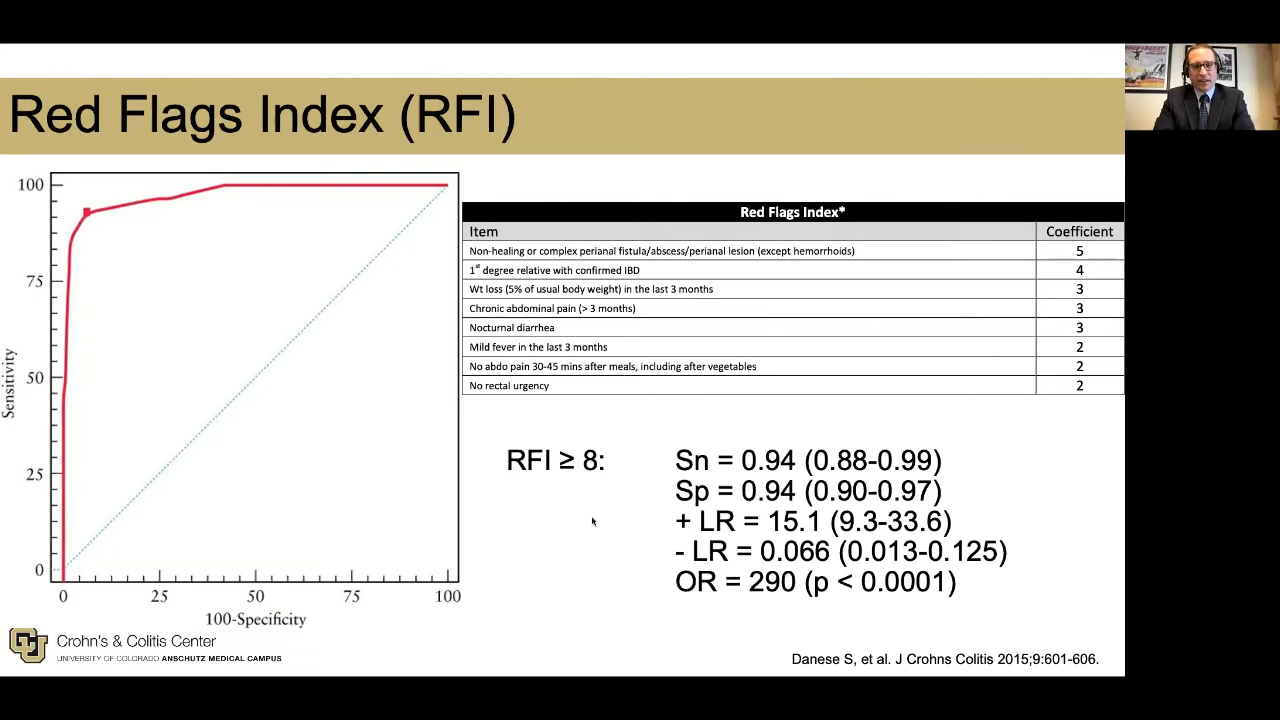 Red Flags Index (RFI)
100
75
50
25
0
Sensitivity
0 25 50 75 100
100-Specificity
Red Flags Index*
Item Coefficient
Non-healing or complex perianal fistula/abscess/perianal lesion (except hemorrhoids) 5
1st degree relative with confirmed IBD 4
Wt loss (5% of usual body weight) in the last 3 months 3
Chronic abdominal pain (> 3 months) 3
Nocturnal diarrhea 3
Mild fever in the last 3 months 2
No abdo pain 30-45 mins after meals, including after vegetables 2
No rectal urgency 2
RFI ≥ 8: Sn = 0.94 (0.88-0.99)
Sp = 0.94 (0.90-0.97)
+ LR = 15.1 (9.3-33.6)
- LR = 0.066 (0.013-0.125)
OR = 290 (p < 0.0001)
CU
Crohn's & Colitis Center
UNIVERSITY OF COLORADO ANSCHUTZ MEDICAL CAMPUS
Danese S, et al. J Crohns Colitis 2015;9:601-606.